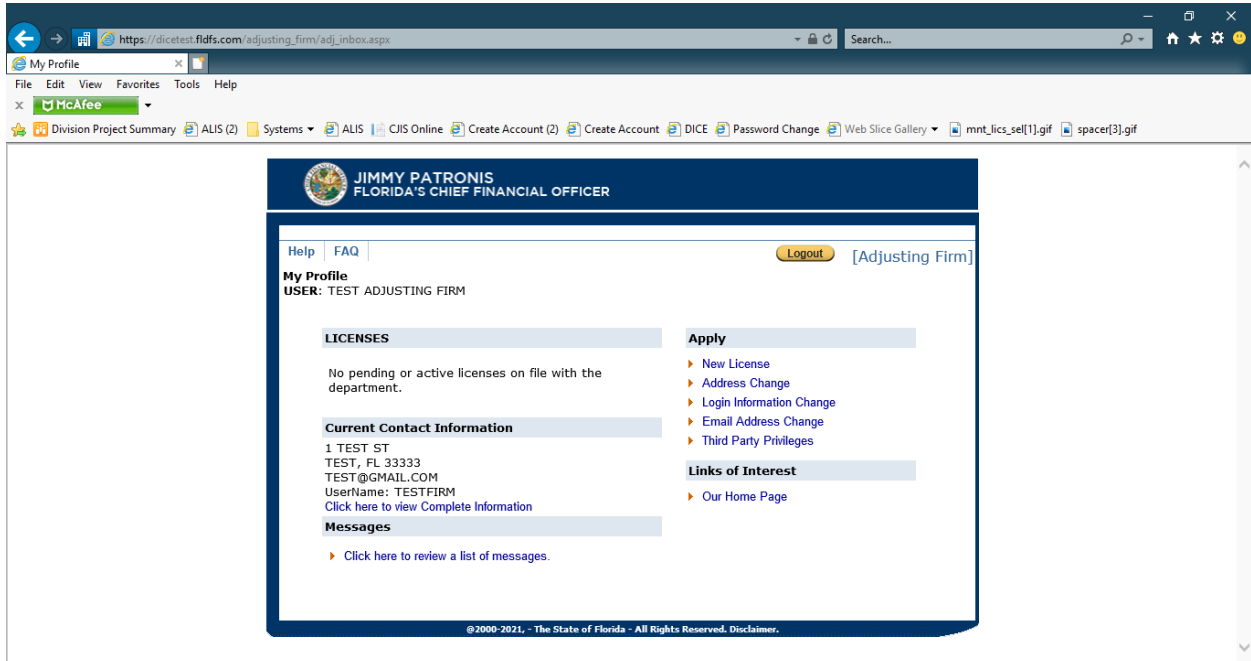 https://dicetest.fldfs.com/adjusting_firm/adj_inbox.aspx
Search...
My Profile
File Edit View Favorites Tools Help
x McAfee
Division Project Summary ALIS (2) Systems ALIS CJIS Online Create Account (2) Create Account DICE Password Change Web Slice Gallery mnt_lics_sel[1].gif spacer[3].gif
JIMMY PATRONIS
FLORIDA'S CHIEF FINANCIAL OFFICER
Help FAQ Logout [Adjusting Firm]
My Profile
USER: TEST ADJUSTING FIRM
LICENSES
No pending or active licenses on file with the
department.
Current Contact Information
1 TEST ST
TEST, FL 33333
TEST@GMAIL.COM
UserName: TESTFIRM
Click here to view Complete Information
Messages
Click here to review a list of messages.
Apply
New License
Address Change
Login Information Change
Email Address Change
Third Party Privileges
Links of Interest
Our Home Page
@2000-2021, - The State of Florida - All Rights Reserved. Disclaimer.